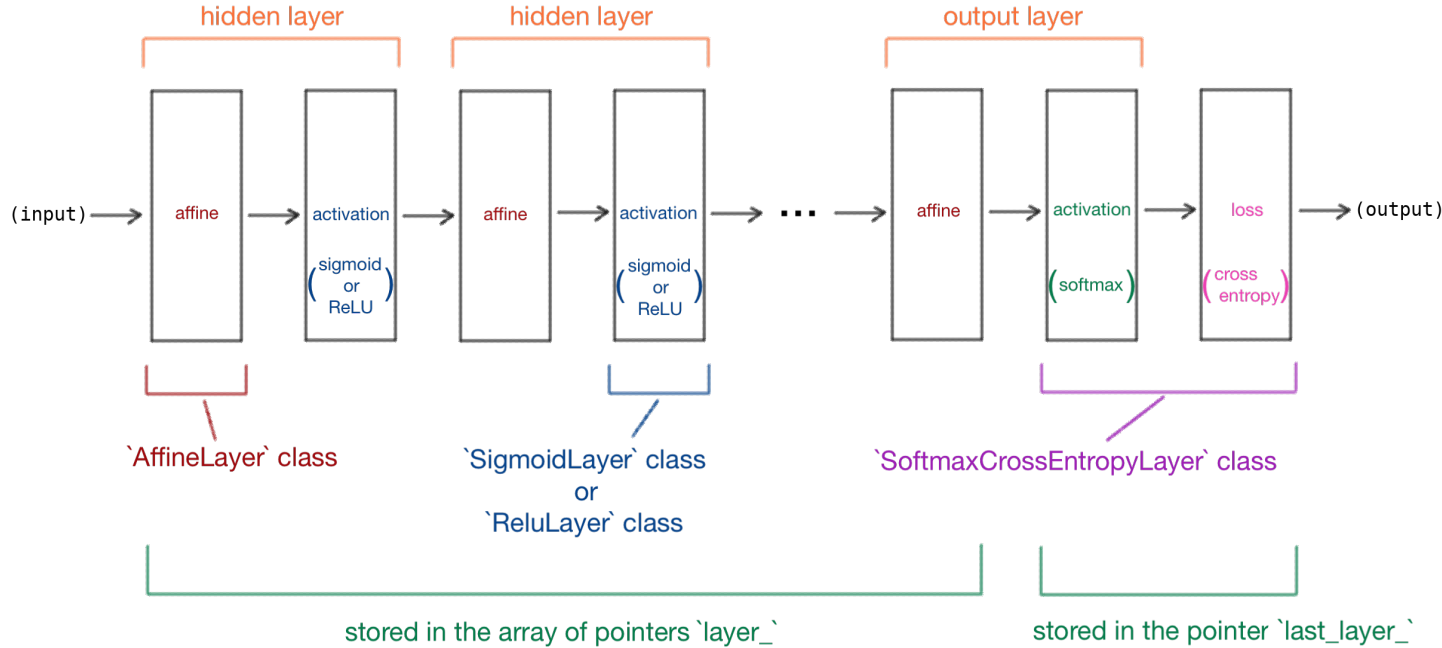 hidden layer
hidden layer
output layer
(input)
affine
activation
(sigmoid
or
ReLU)
affine
activation
(sigmoid
or
ReLU)
...
affine
activation
(softmax)
loss
(cross
entropy)
(output)
`AffineLayer` class
`SigmoidLayer` class
or
`ReluLayer` class
`SoftmaxCrossEntropyLayer` class
stored in the array of pointers `layer_`
stored in the pointer `last_layer_`